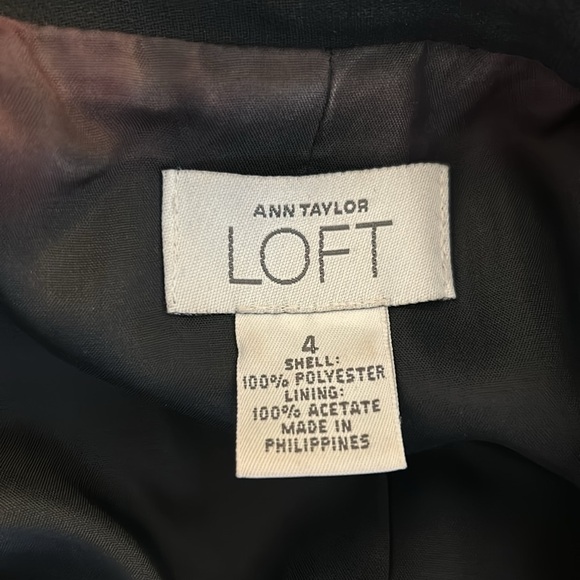 ANN TAYLOR
LOFT
4
SHELL:
100% POLYESTER
LINING:
100% ACETATE
MADE IN
PHILIPPINES